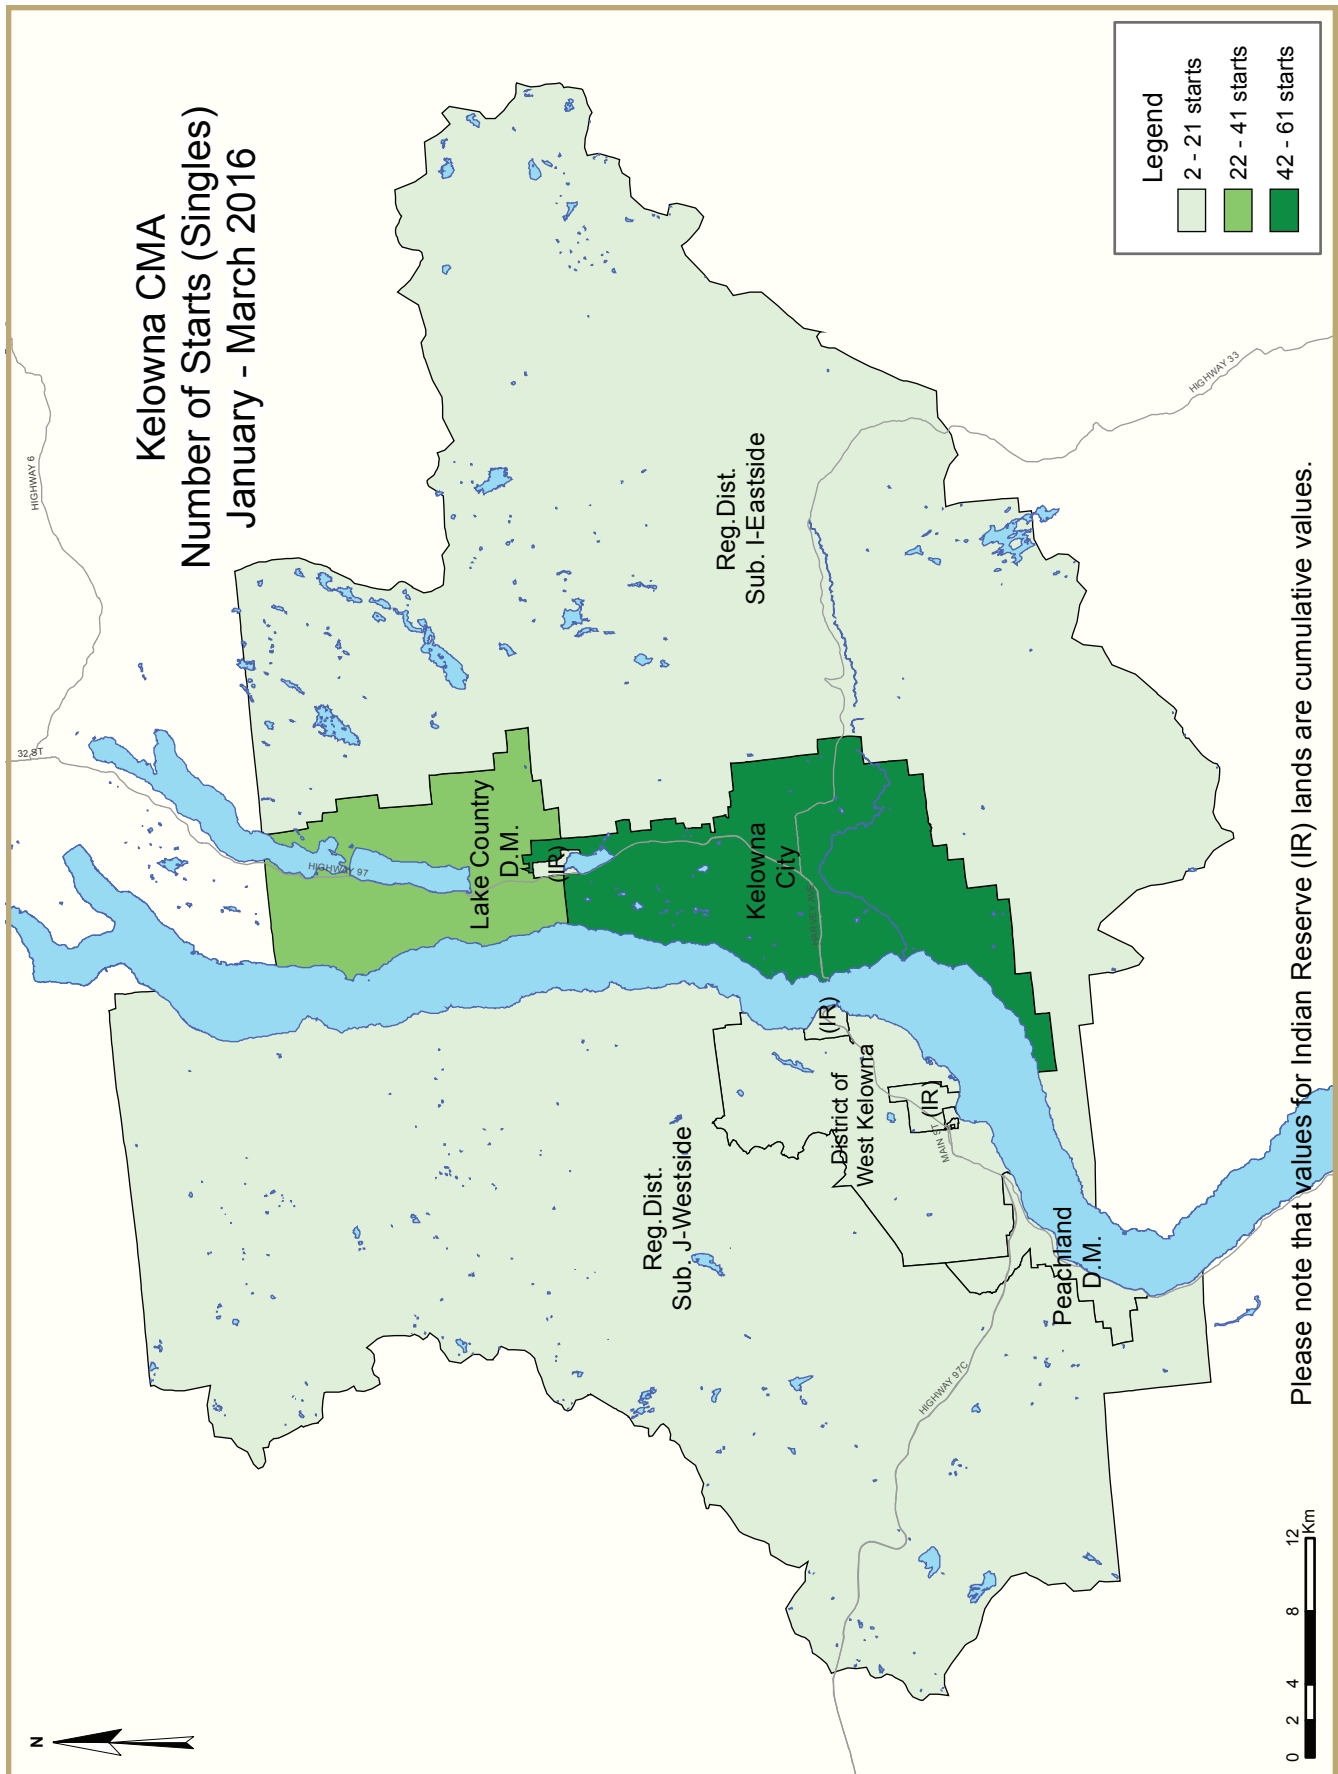 Kelowna CMA
Number of Starts (Singles)
January - March 2016
N
HIGHWAY 6
32 ST
HIGHWAY 97
Lake Country
D.M.
(IR)
Reg.Dist.
Sub. I-Eastside
Kelowna
City
HIGHWAY 33
(IR)
District of
West Kelowna
(IR)
MAIN ST
Reg.Dist.
Sub. J-Westside
Peachland
D.M.
HIGHWAY 97C
Legend
2 - 21 starts
22 - 41 starts
42 - 61 starts
0 2 4 8 12
Km
Please note that values for Indian Reserve (IR) lands are cumulative values.